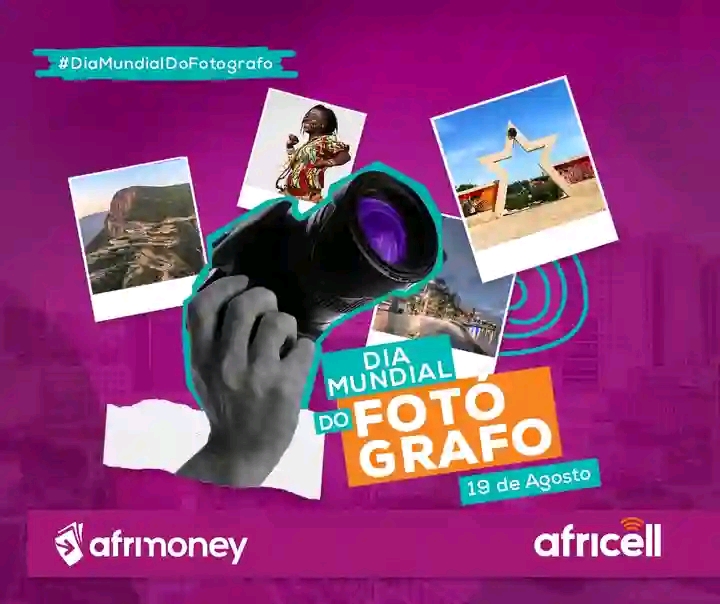 #DiaMundialDoFotografo
DIA
MUNDIAL
DO FOTÓ
GRAFO
19 de Agosto
afrimoney
africell